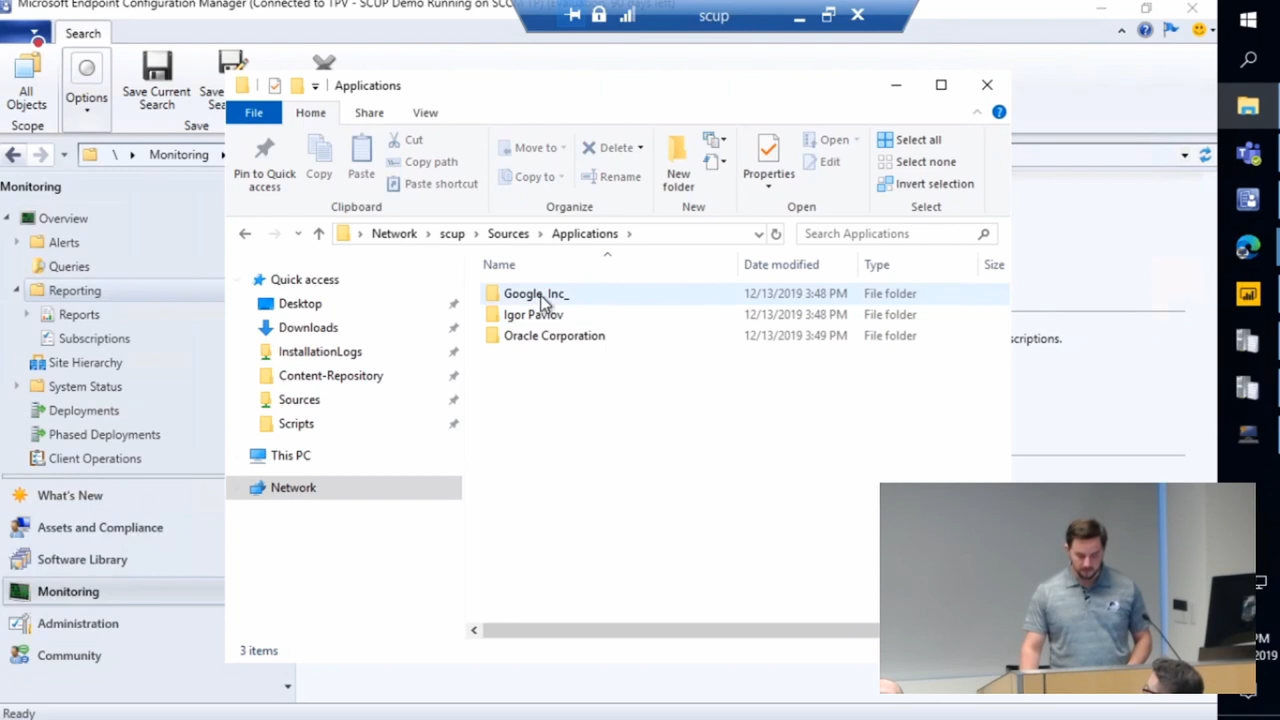 Microsoft Endpoint Configuration Manager (Connected to TPV - SCUP Demo Running on SCCM
scup
Search
All Objects
Options
Save Current Search
Save
Scope
Save
Monitoring
Applications
File
Home
Share
View
Pin to Quick access
Copy
Paste
Cut
Copy path
Paste shortcut
Clipboard
Move to
Copy to
Delete
Rename
Organize
New folder
New
Properties
Open
Edit
Open
Select all
Select none
Invert selection
Select
Network
scup
Sources
Applications
Search Applications
Name
Date modified
Type
Size
Google, Inc_
12/13/2019 3:48 PM
File folder
Igor Pavlov
12/13/2019 3:48 PM
File folder
Oracle Corporation
12/13/2019 3:49 PM
File folder
Quick access
Desktop
Downloads
InstallationLogs
Content-Repository
Sources
Scripts
This PC
Network
3 items
Monitoring
Overview
Alerts
Queries
Reporting
Reports
Subscriptions
Site Hierarchy
System Status
Deployments
Phased Deployments
Client Operations
What's New
Assets and Compliance
Software Library
Monitoring
Administration
Community
Ready